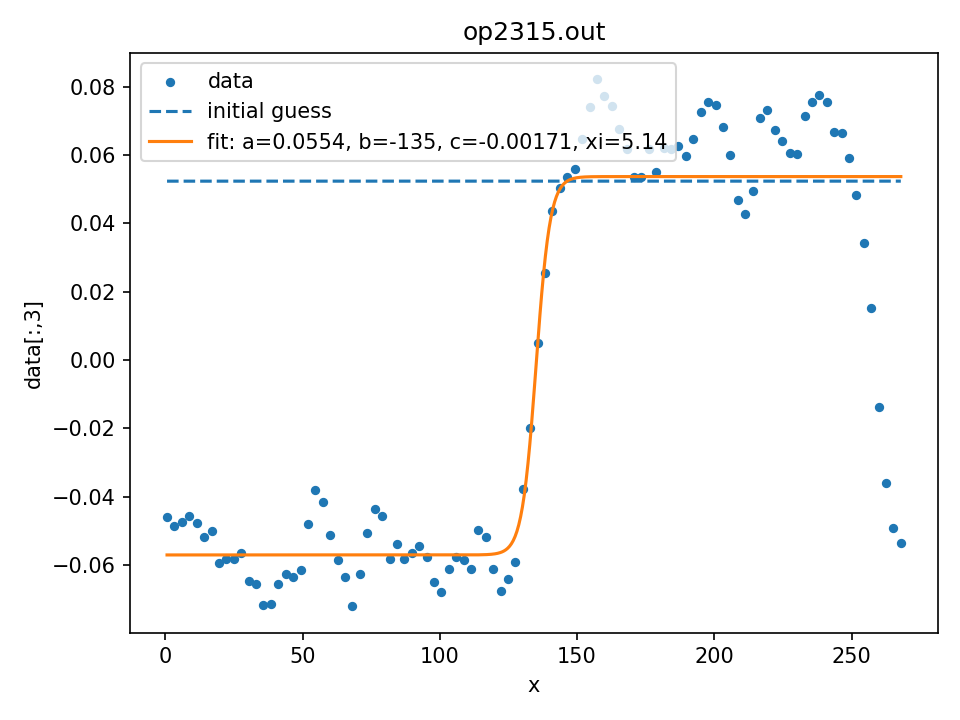 op2315.out
data
initial guess
fit: a=0.0554, b=-135, c=-0.00171, xi=5.14
0.08
0.06
0.04
0.02
0.00
−0.02
−0.04
−0.06
data[:,3]
0
50
100
150
200
250
x